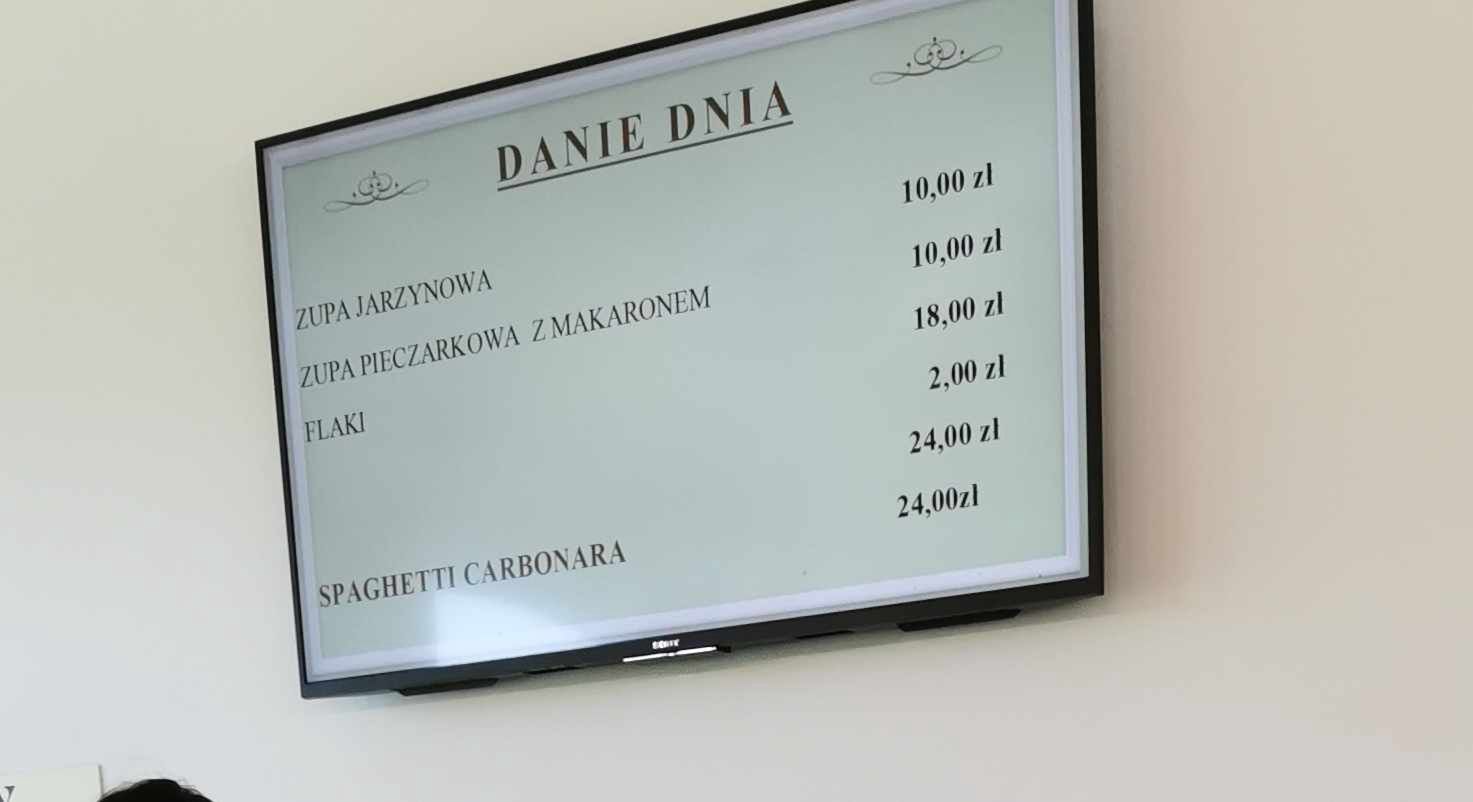 DANIE DNIA
ZUPA JARZYNOWA 10,00 zł
ZUPA PIECZARKOWA Z MAKARONEM 10,00 zł
FLAKI 18,00 zł
2,00 zł
24,00 zł
SPAGHETTI CARBONARA 24,00zł